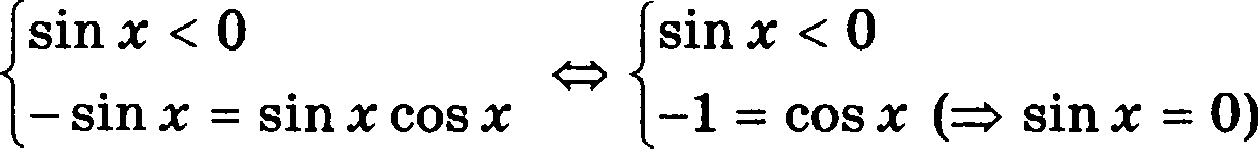 { sin x < 0
  − sin x = sin x cos x ⇔ { sin x < 0
  −1 = cos x (⇒ sin x = 0)